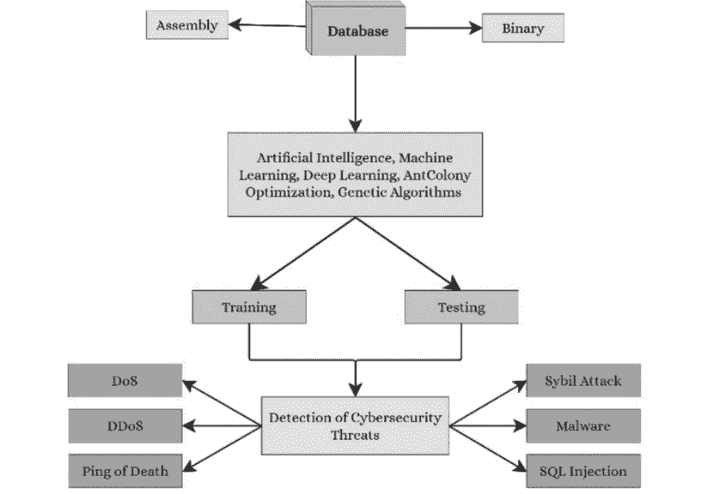 Assembly
Database
Binary
Artificial Intelligence, Machine
Learning, Deep Learning, AntColony
Optimization, Genetic Algorithms
Training
Testing
DoS
Sybil Attack
DDoS
Detection of Cybersecurity
Threats
Malware
Ping of Death
SQL Injection